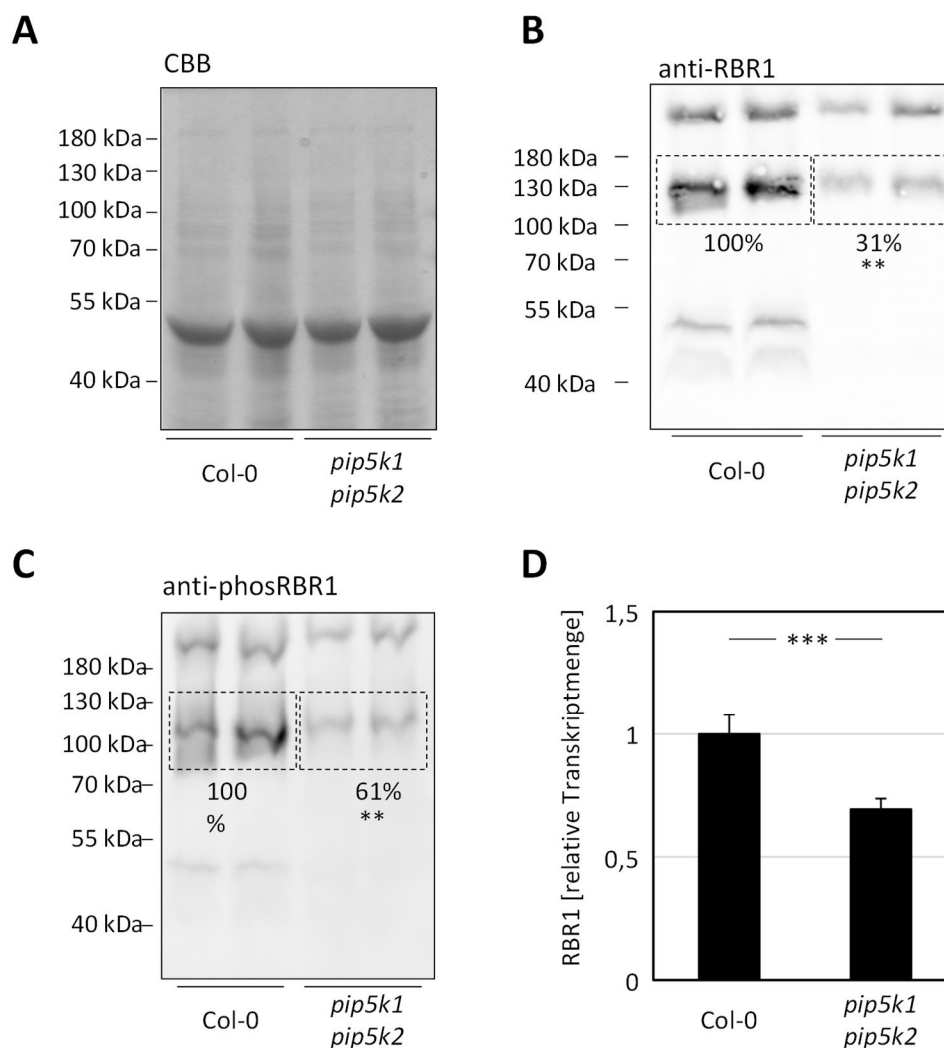 A
CBB
180 kDa
130 kDa
100 kDa
70 kDa
55 kDa
40 kDa
Col-0
pip5k1
pip5k2
B
anti-RBR1
180 kDa
130 kDa
100 kDa
70 kDa
55 kDa
40 kDa
100%
31%
**
Col-0
pip5k1
pip5k2
C
anti-phosRBR1
180 kDa
130 kDa
100 kDa
70 kDa
55 kDa
40 kDa
100
%
61%
**
Col-0
pip5k1
pip5k2
D
RBR1 [relative Transkriptmenge]
1,5
1
0,5
0
***
Col-0
pip5k1
pip5k2